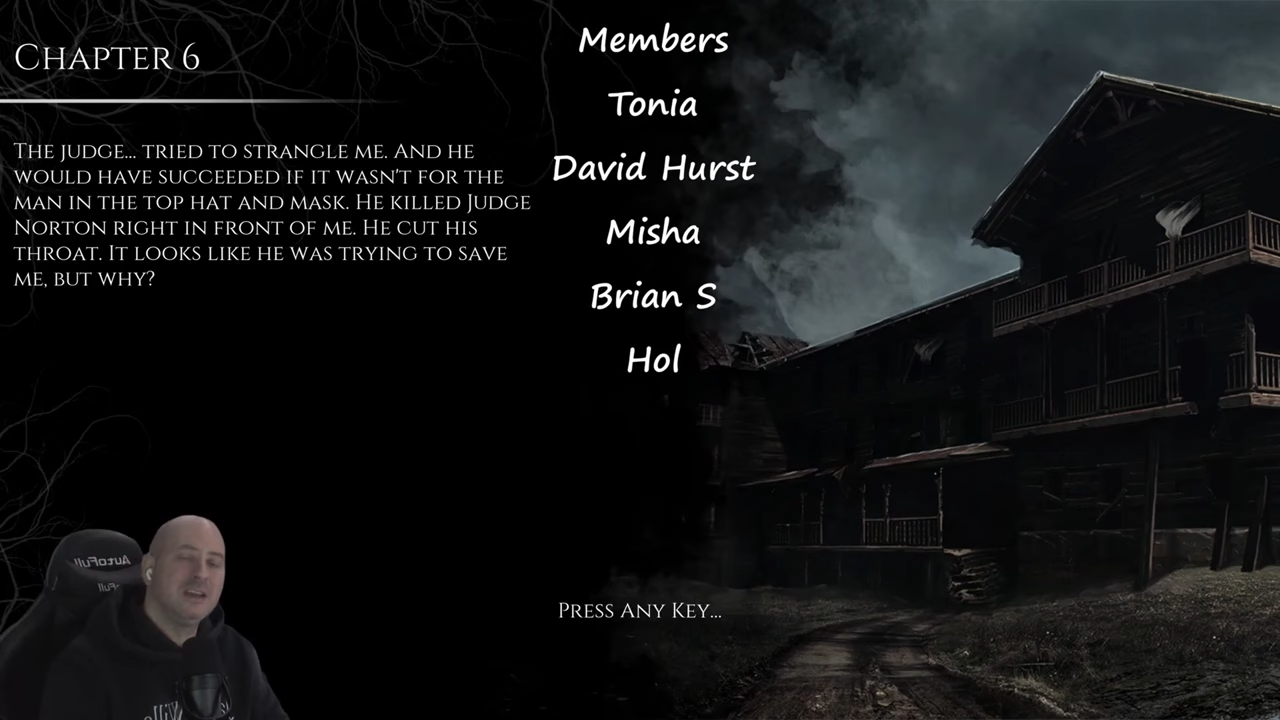 Chapter 6
The judge... tried to strangle me. And he
would have succeeded if it wasn't for the
man in the top hat and mask. He killed Judge
Norton right in front of me. He cut his
throat. It looks like he was trying to save
me, but why?
Members
Tonia
David Hurst
Misha
Brian S
Hol
AutoFull
Press Any Key...